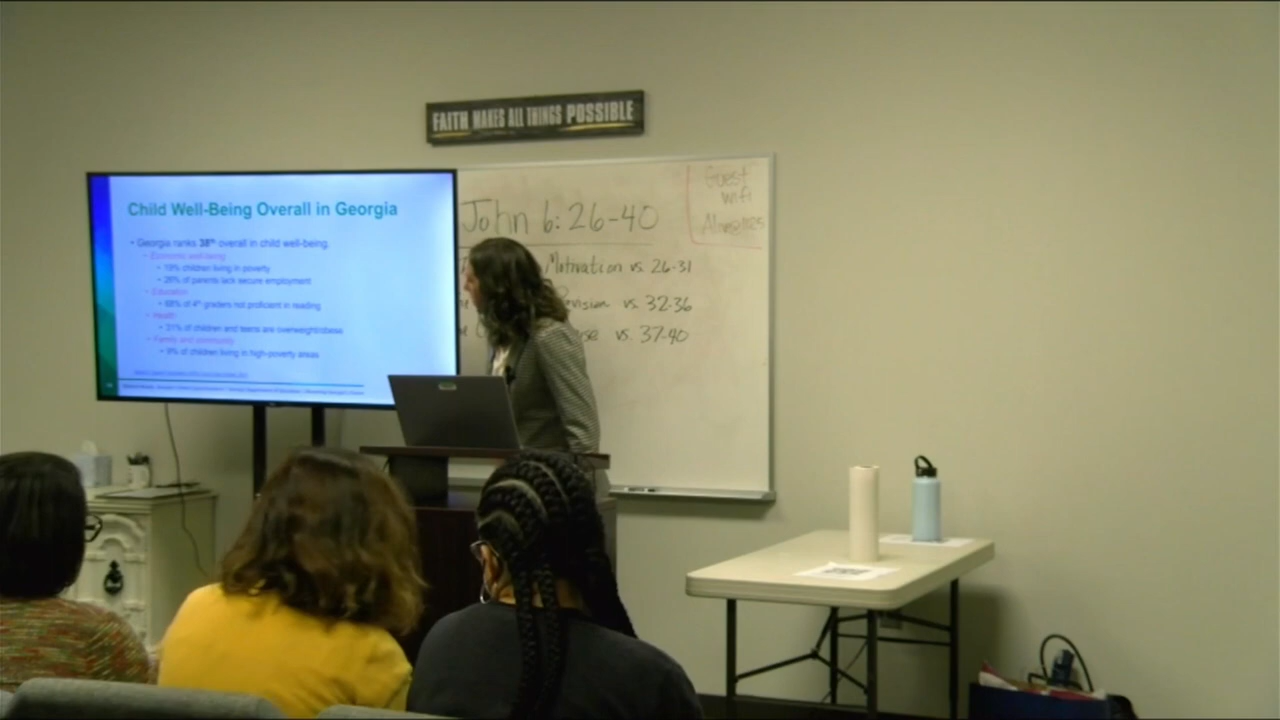 FAITH MAKES ALL THINGS POSSIBLE
Child Well-Being Overall in Georgia
• Georgia ranks 38th overall in child well-being.
• Economic well-being
• 19% children living in poverty
• 26% of parents lack secure employment
• Education
• 68% of 4th graders not proficient in reading
• Health
• 31% of children and teens are overweight/obese
• Family and community
• 9% of children living in high-poverty areas
John 6: 26-40
Motivation vs. 26-31
vs. 32-36
vs. 37-40
Guest
wifi